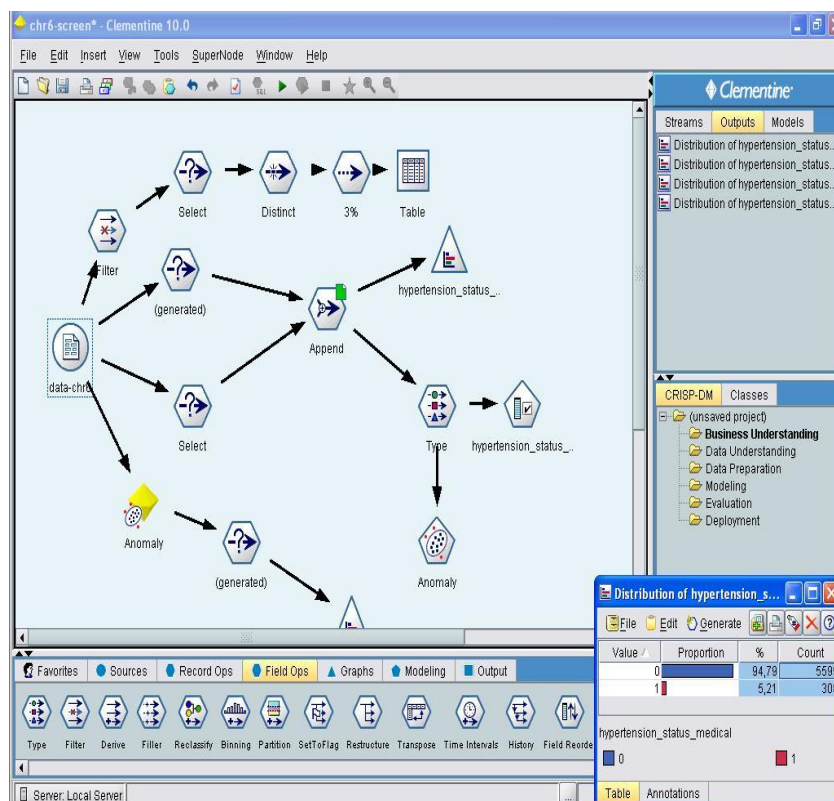 chr6-screen* - Clementine 10.0
File Edit Insert View Tools SuperNode Window Help
Clementine
Streams Outputs Models
Distribution of hypertension_status...
Distribution of hypertension_status...
Distribution of hypertension_status...
Distribution of hypertension_status...
Select
Distinct
3%
Table
Filter
(generated)
hypertension_status_..
Append
data-chr6
Select
Type
hypertension_status_..
Anomaly
(generated)
Anomaly
CRISP-DM Classes
(unsaved project)
Business Understanding
Data Understanding
Data Preparation
Modeling
Evaluation
Deployment
Favorites Sources Record Ops Field Ops Graphs Modeling Output
Type Filter Derive Filler Reclassify Binning Partition SetToFlag Restructure Transpose Time Intervals History Field Reorde
Server: Local Server
Distribution of hypertension_s...
File Edit Generate
Value Proportion % Count
0 94,79 5595
1 5,21 308
hypertension_status_medical
0 1
Table Annotations